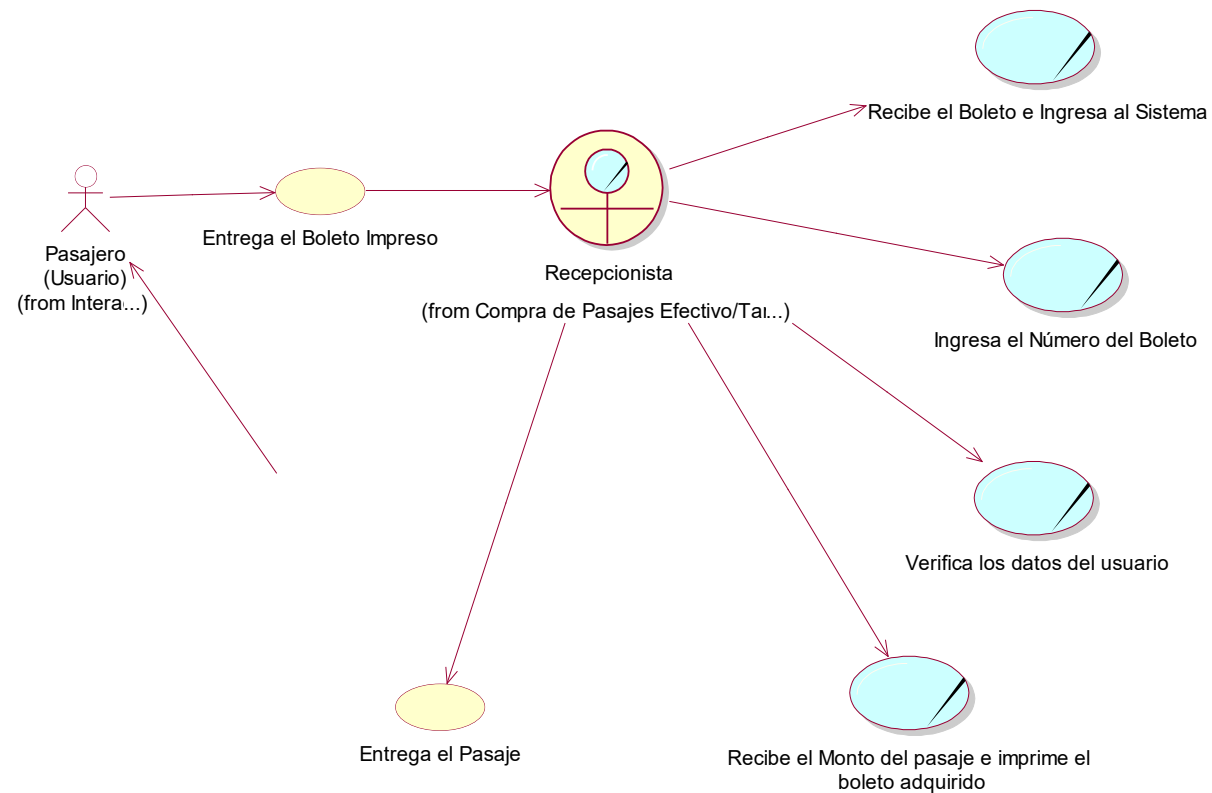 Recibe el Boleto e Ingresa al Sistema
Entrega el Boleto Impreso
Pasajero
(Usuario)
(from Intera...)
Recepcionista
(from Compra de Pasajes Efectivo/Tar...)
Ingresa el Número del Boleto
Verifica los datos del usuario
Entrega el Pasaje
Recibe el Monto del pasaje e imprime el
boleto adquirido